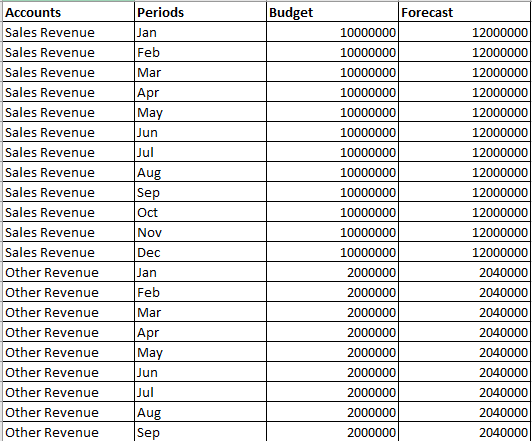 Accounts Periods Budget Forecast
Sales Revenue Jan 10000000 12000000
Sales Revenue Feb 10000000 12000000
Sales Revenue Mar 10000000 12000000
Sales Revenue Apr 10000000 12000000
Sales Revenue May 10000000 12000000
Sales Revenue Jun 10000000 12000000
Sales Revenue Jul 10000000 12000000
Sales Revenue Aug 10000000 12000000
Sales Revenue Sep 10000000 12000000
Sales Revenue Oct 10000000 12000000
Sales Revenue Nov 10000000 12000000
Sales Revenue Dec 10000000 12000000
Other Revenue Jan 2000000 2040000
Other Revenue Feb 2000000 2040000
Other Revenue Mar 2000000 2040000
Other Revenue Apr 2000000 2040000
Other Revenue May 2000000 2040000
Other Revenue Jun 2000000 2040000
Other Revenue Jul 2000000 2040000
Other Revenue Aug 2000000 2040000
Other Revenue Sep 2000000 2040000